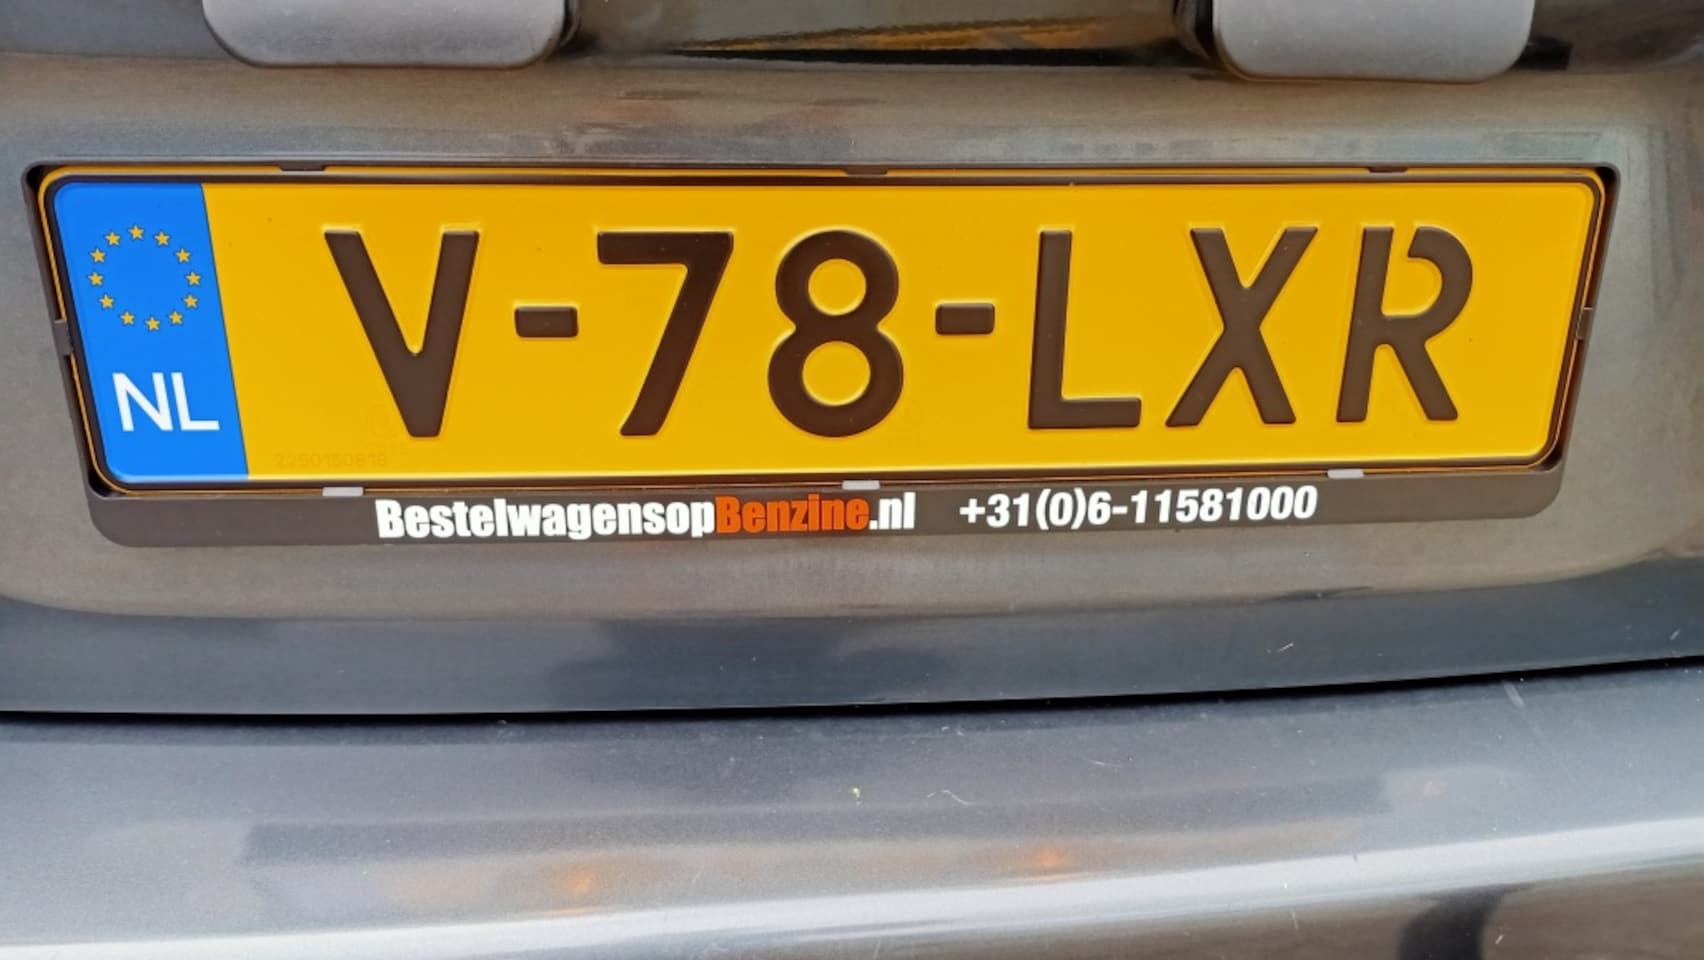 NL
V-78-LXR
BestelwagensopBenzine.nl +31(0)6-11581000